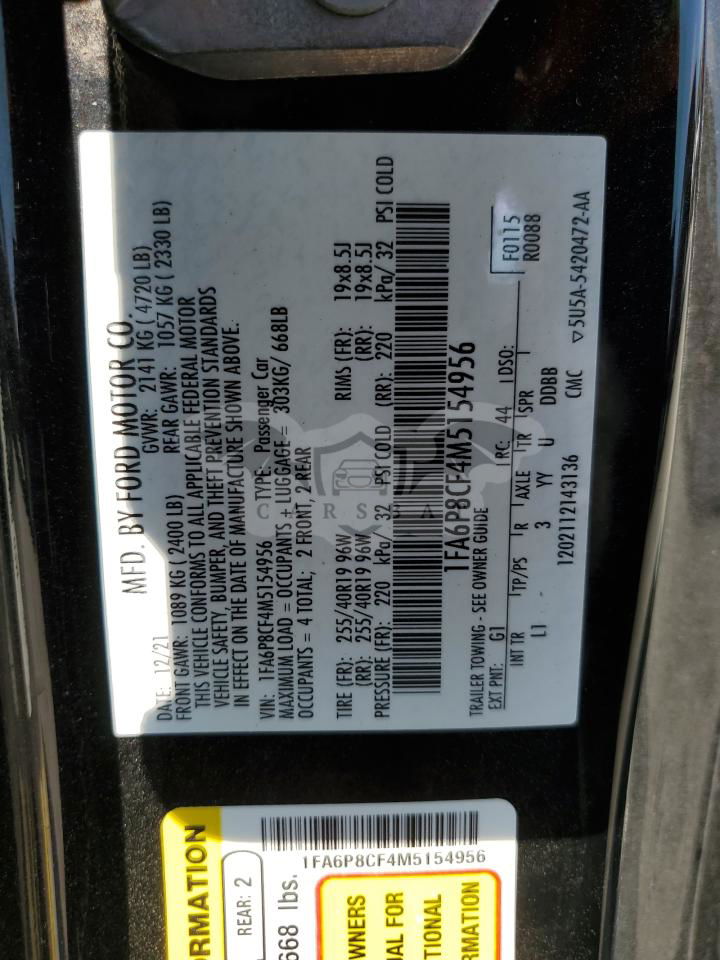 MFD. BY FORD MOTOR CO.
DATE: 12/21 GVWR: 2141 KG ( 4720 LB)
FRONT GAWR: 1089 KG ( 2400 LB) REAR GAWR: 1057 KG ( 2330 LB)
THIS VEHICLE CONFORMS TO ALL APPLICABLE FEDERAL MOTOR
VEHICLE SAFETY, BUMPER, AND THEFT PREVENTION STANDARDS
IN EFFECT ON THE DATE OF MANUFACTURE SHOWN ABOVE.
VIN: 1FA6P8CF4M5154956 TYPE: Passenger Car
MAXIMUM LOAD = OCCUPANTS + LUGGAGE = 303KG/ 668LB
OCCUPANTS = 4 TOTAL; 2 FRONT, 2 REAR
TIRE (FR): 255/40R19 96W RIMS (FR): 19x8.5J
(RR): 255/40R19 96W (RR): 19x8.5J
PRESSURE (FR): 220 kPa/ 32 PSI COLD (RR): 220 kPa/ 32 PSI COLD
1FA6P8CF4M5154956
TRAILER TOWING - SEE OWNER GUIDE
EXT PNT: G1 RC: 44 DSO: F0115
INT TR TP/PS R AXLE TR SPR R0088
L1 3 YY U DDBB
1202112143136 CMC ▽5U5A-5420472-AA
ORMATION
REAR: 2
668 lbs.
1FA6P8CF4M5154956
OWNERS
UAL FOR
TIONAL
RMATION